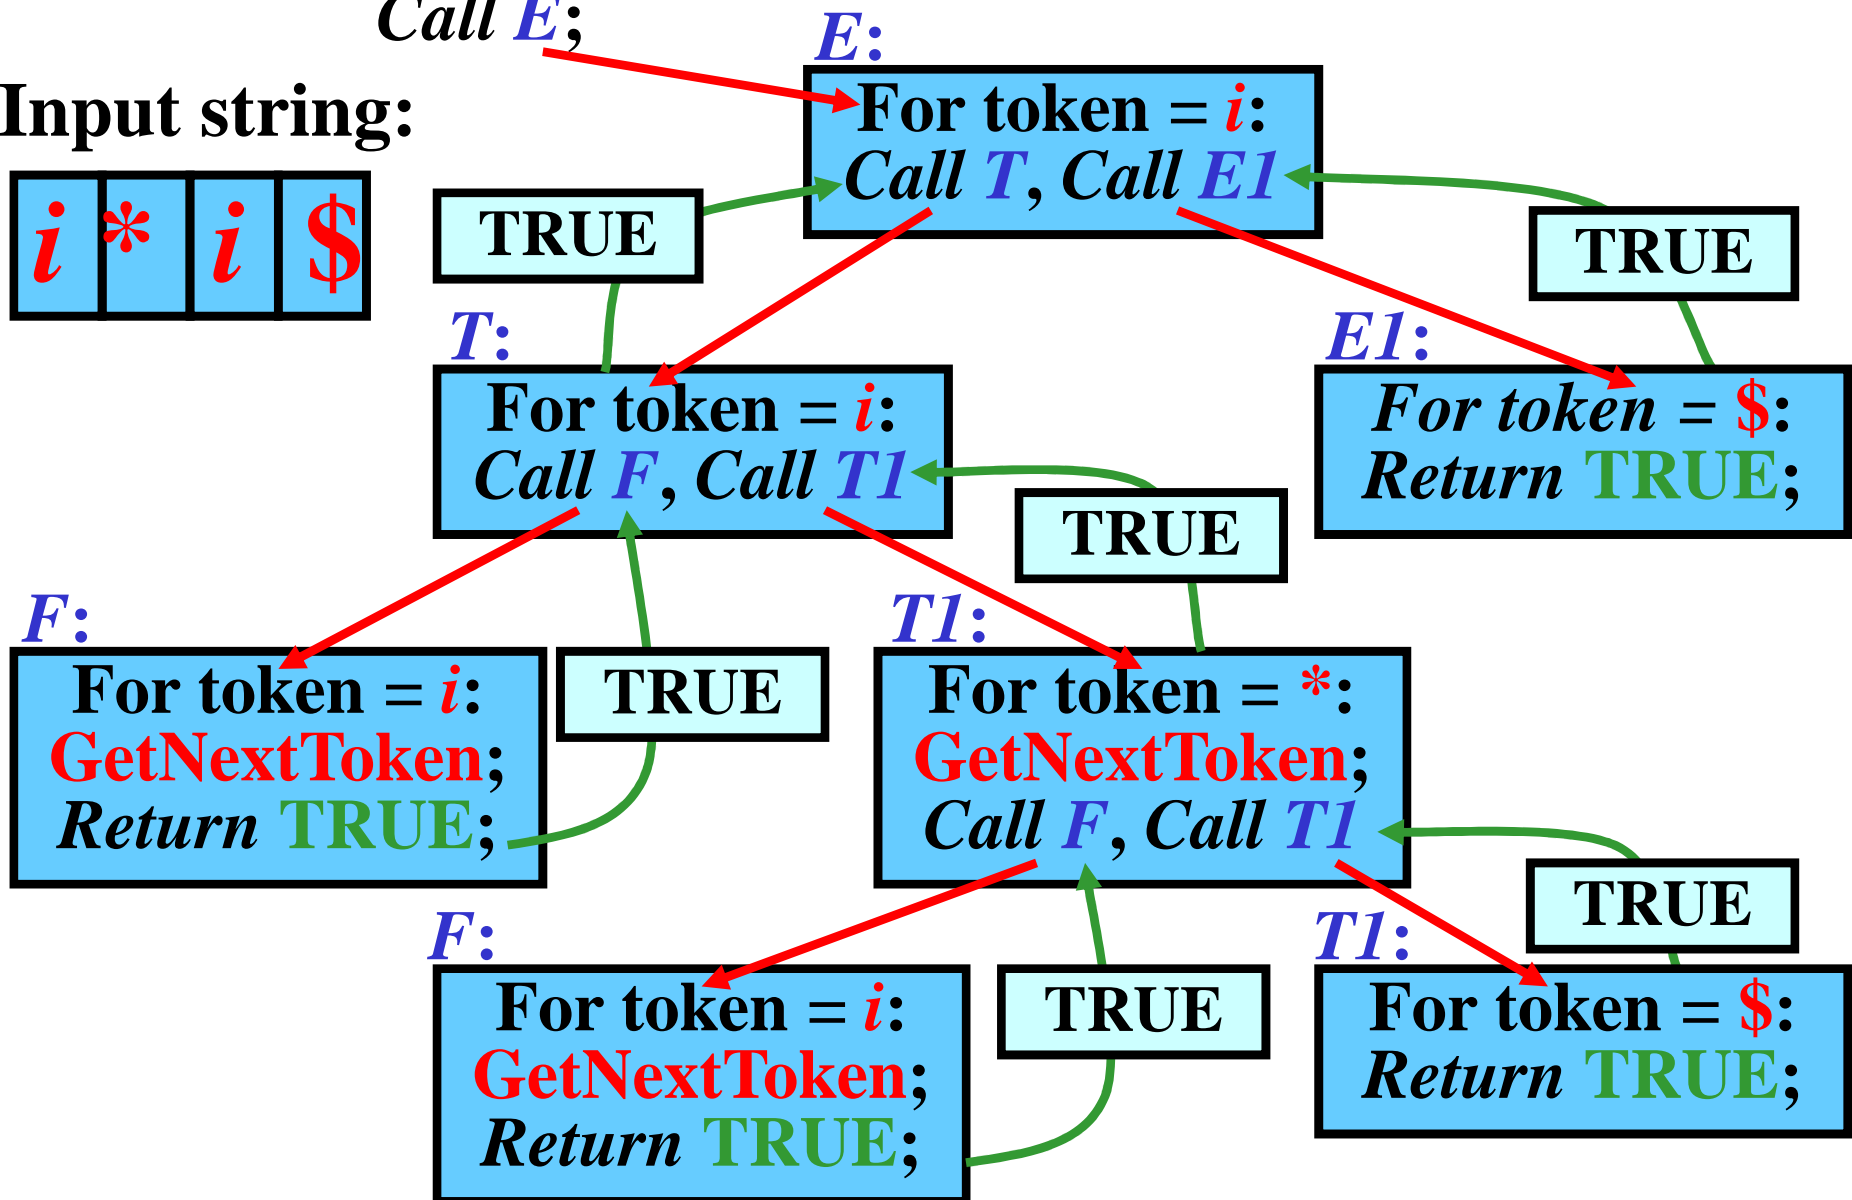 Call E;
E:
Input string:
For token = i:
Call T, Call E1
i * i $
TRUE
TRUE
T:
E1:
For token = i:
Call F, Call T1
For token = $:
Return TRUE;
TRUE
F:
T1:
For token = i:
GetNextToken;
Return TRUE;
TRUE
For token = *:
GetNextToken;
Call F, Call T1
TRUE
F:
T1:
For token = i:
GetNextToken;
Return TRUE;
TRUE
For token = $:
Return TRUE;